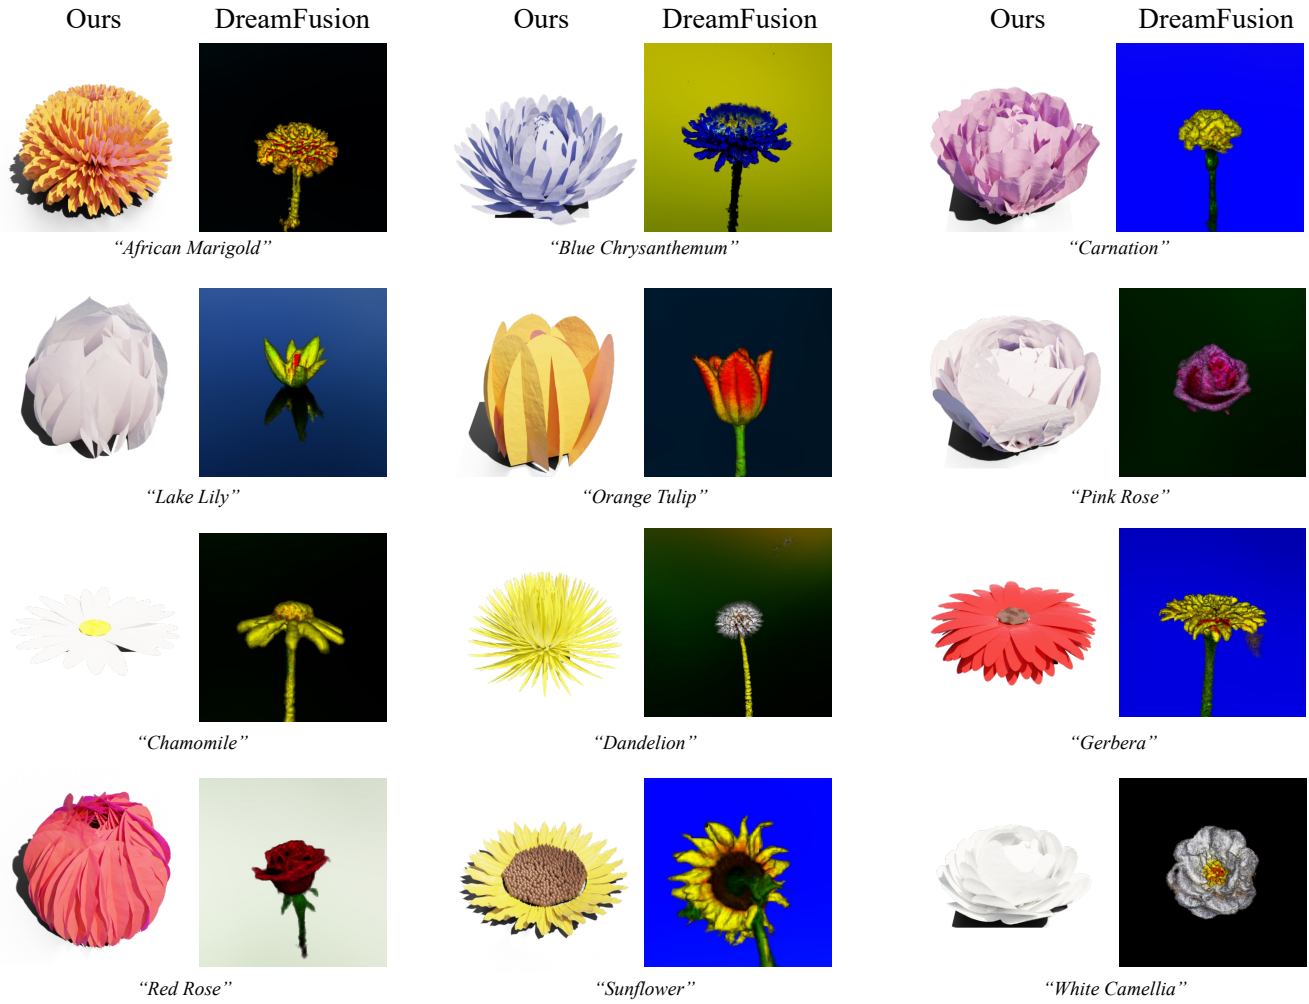 Ours DreamFusion Ours DreamFusion Ours DreamFusion
“African Marigold” “Blue Chrysanthemum” “Carnation”
“Lake Lily” “Orange Tulip” “Pink Rose”
“Chamomile” “Dandelion” “Gerbera”
“Red Rose” “Sunflower” “White Camellia”